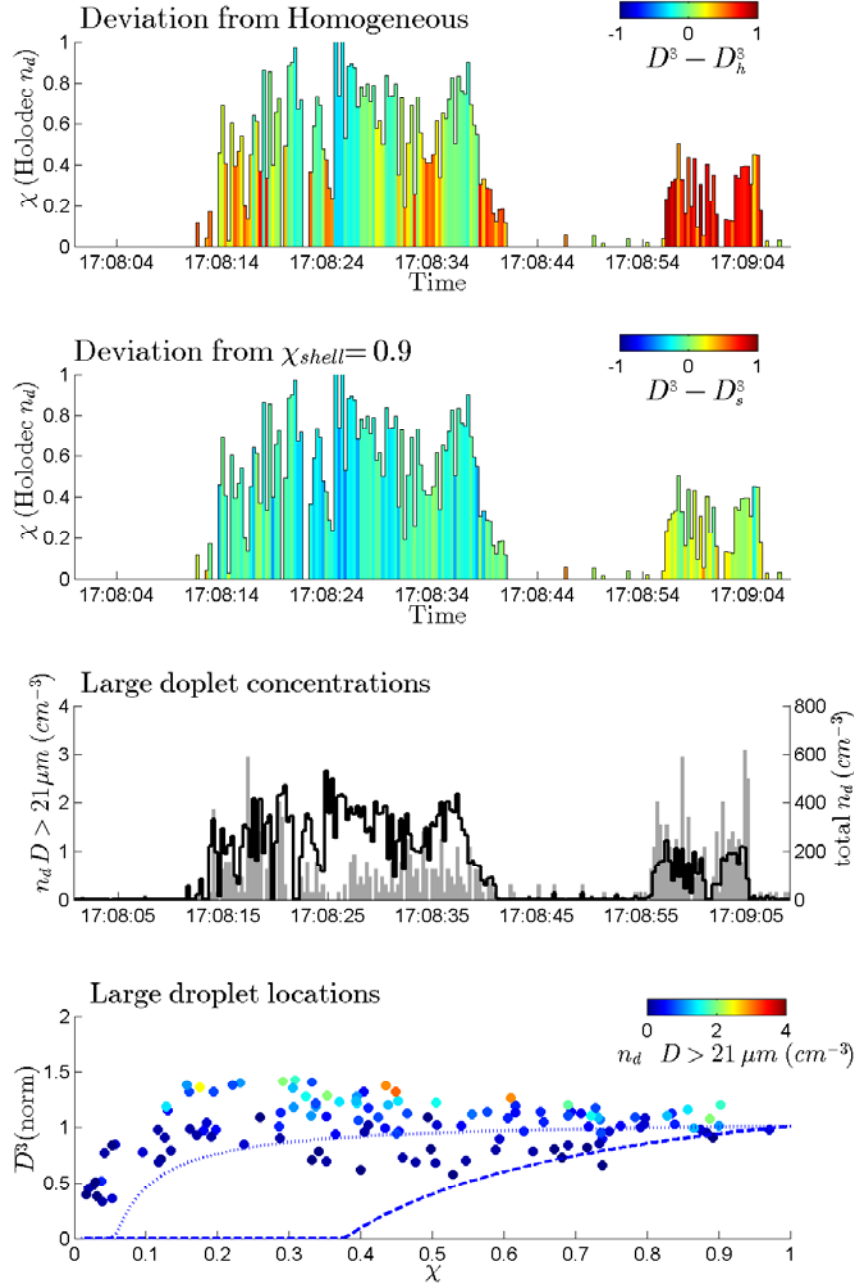 Deviation from Homogeneous
-1 0 1
D³ − D³ₕ
χ (Holodec n_d)
1
0.8
0.6
0.4
0.2
0
17:08:04 17:08:14 17:08:24 17:08:34 17:08:44 17:08:54 17:09:04
Time
Deviation from χ_shell = 0.9
-1 0 1
D³ − D³ₛ
χ (Holodec n_d)
1
0.8
0.6
0.4
0.2
0
17:08:04 17:08:14 17:08:24 17:08:34 17:08:44 17:08:54 17:09:04
Time
Large doplet concentrations
n_d D > 21 μm (cm⁻³)
4
3
2
1
0
800
600
400
200
0
total n_d (cm⁻³)
17:08:05 17:08:15 17:08:25 17:08:35 17:08:45 17:08:55 17:09:05
Large droplet locations
0 2 4
n_d D > 21 μm (cm⁻³)
D̄³(norm)
2
1.5
1
0.5
0
0 0.1 0.2 0.3 0.4 0.5 0.6 0.7 0.8 0.9 1
χ